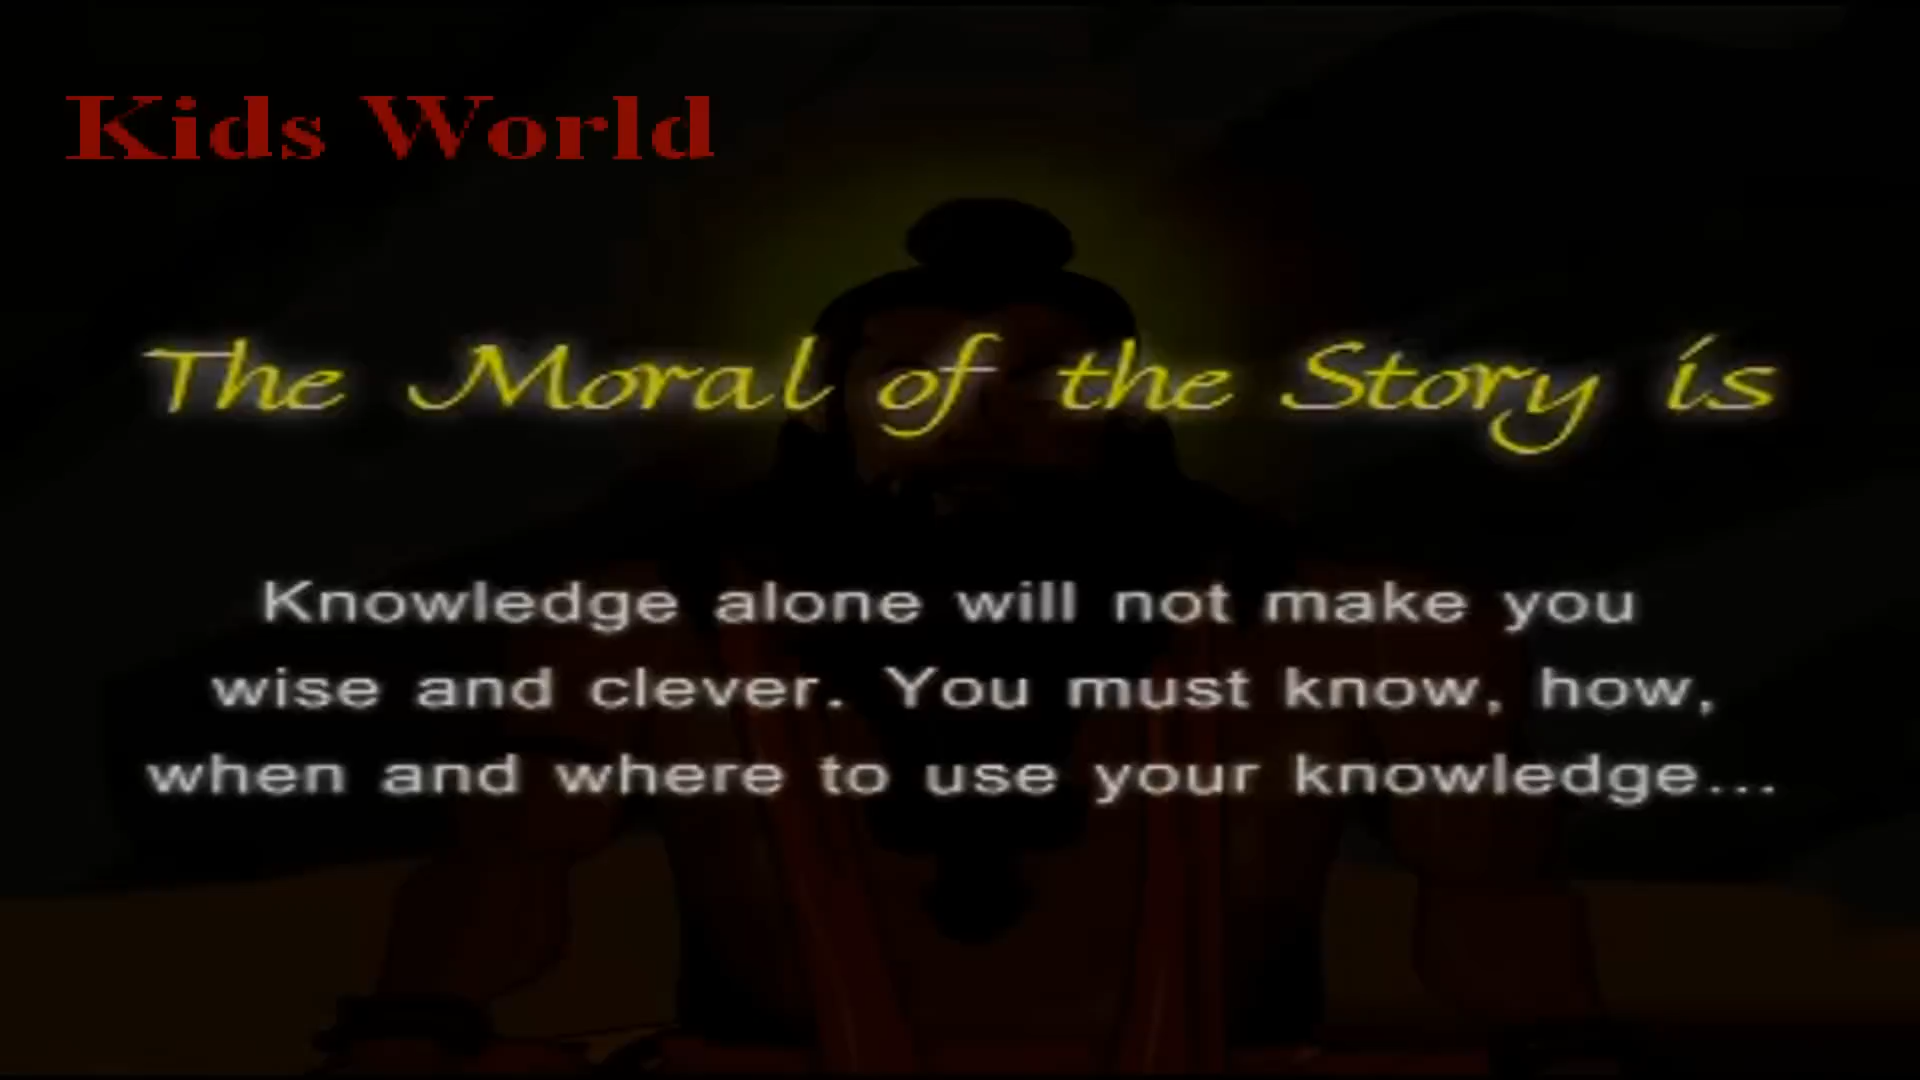 Kids World
The Moral of the Story is
Knowledge alone will not make you
wise and clever. You must know, how,
when and where to use your knowledge...